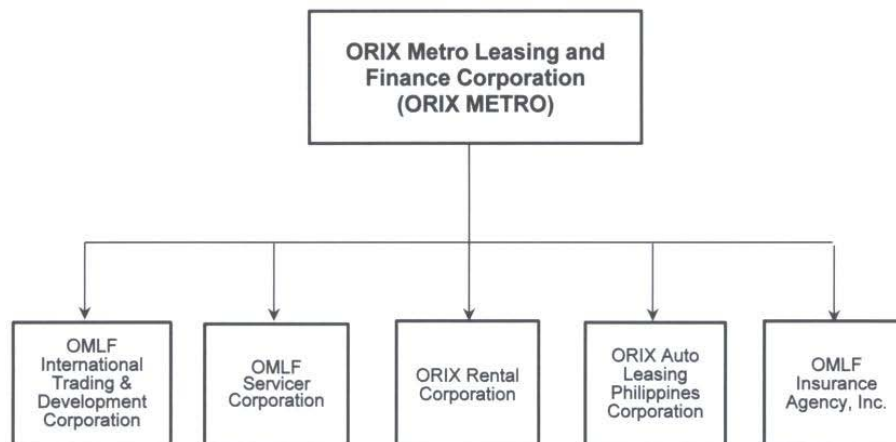 ORIX Metro Leasing and
Finance Corporation
(ORIX METRO)
OMLF
International
Trading &
Development
Corporation
OMLF
Servicer
Corporation
ORIX Rental
Corporation
ORIX Auto
Leasing
Philippines
Corporation
OMLF
Insurance
Agency, Inc.